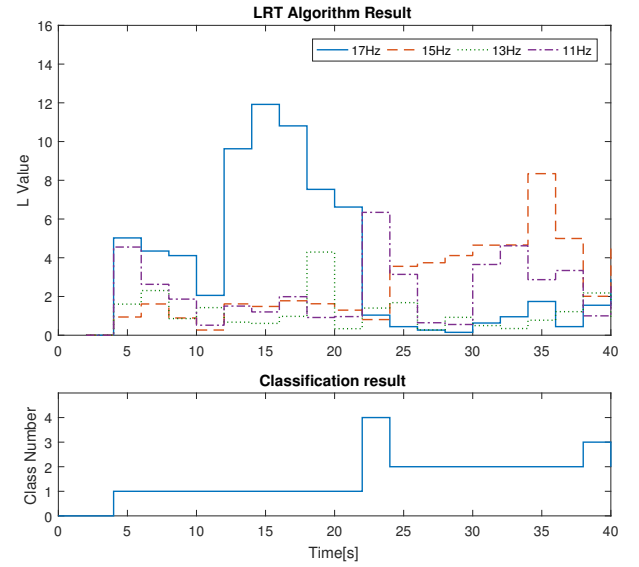 LRT Algorithm Result
17Hz 15Hz 13Hz 11Hz
16
14
12
10
8
6
4
2
0
L Value
0 5 10 15 20 25 30 35 40
Classification result
4
3
2
1
0
Class Number
0 5 10 15 20 25 30 35 40
Time[s]